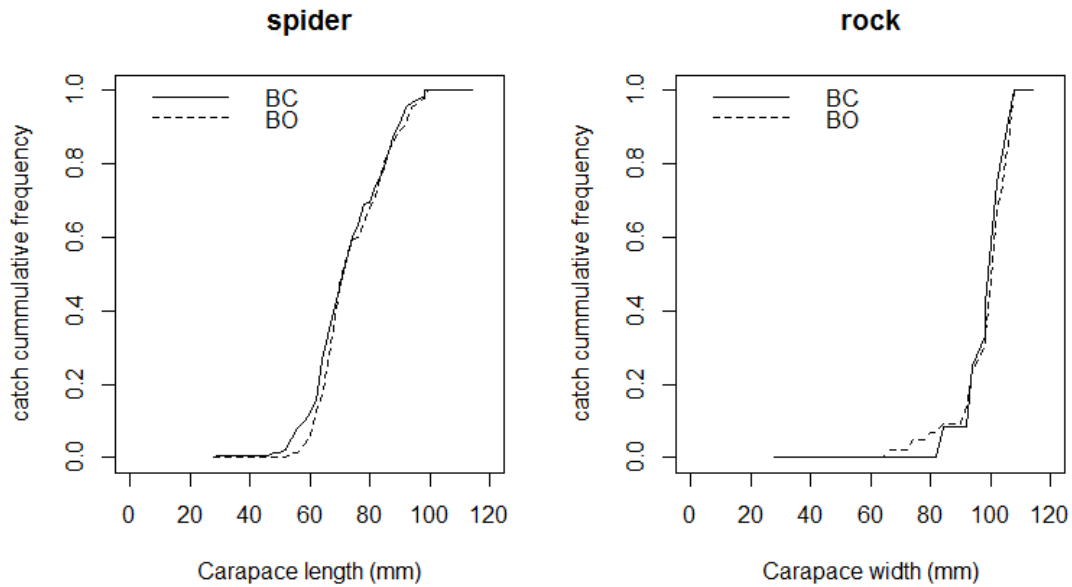 spider
BC
BO
catch cummulative frequency
0.0 0.2 0.4 0.6 0.8 1.0
0 20 40 60 80 100 120
Carapace length (mm)
rock
BC
BO
catch cummulative frequency
0.0 0.2 0.4 0.6 0.8 1.0
0 20 40 60 80 100 120
Carapace width (mm)